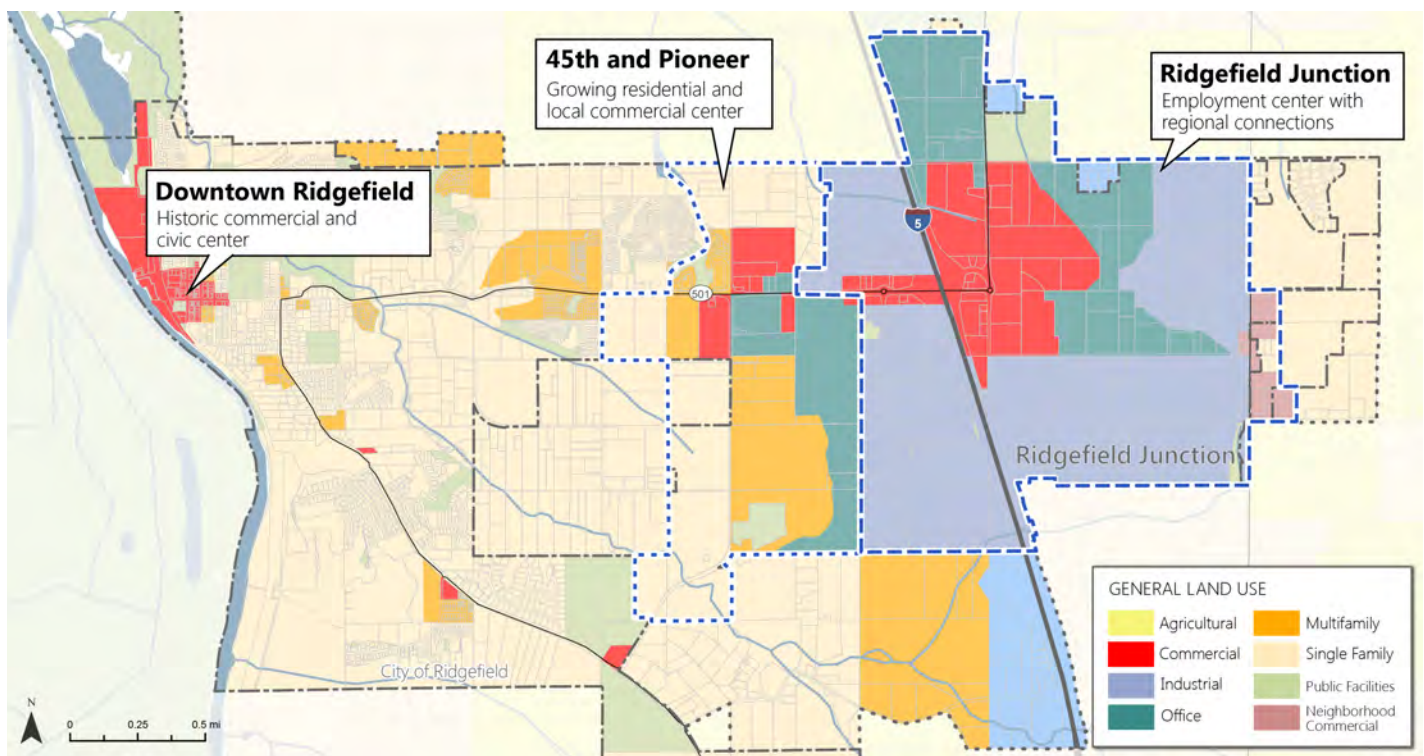 45th and Pioneer
Growing residential and
local commercial center
Ridgefield Junction
Employment center with
regional connections
Downtown Ridgefield
Historic commercial and
civic center
5
501
Ridgefield Junction
City of Ridgefield
N
0 0.25 0.5 mi
GENERAL LAND USE
Agricultural
Commercial
Industrial
Office
Multifamily
Single Family
Public Facilities
Neighborhood
Commercial